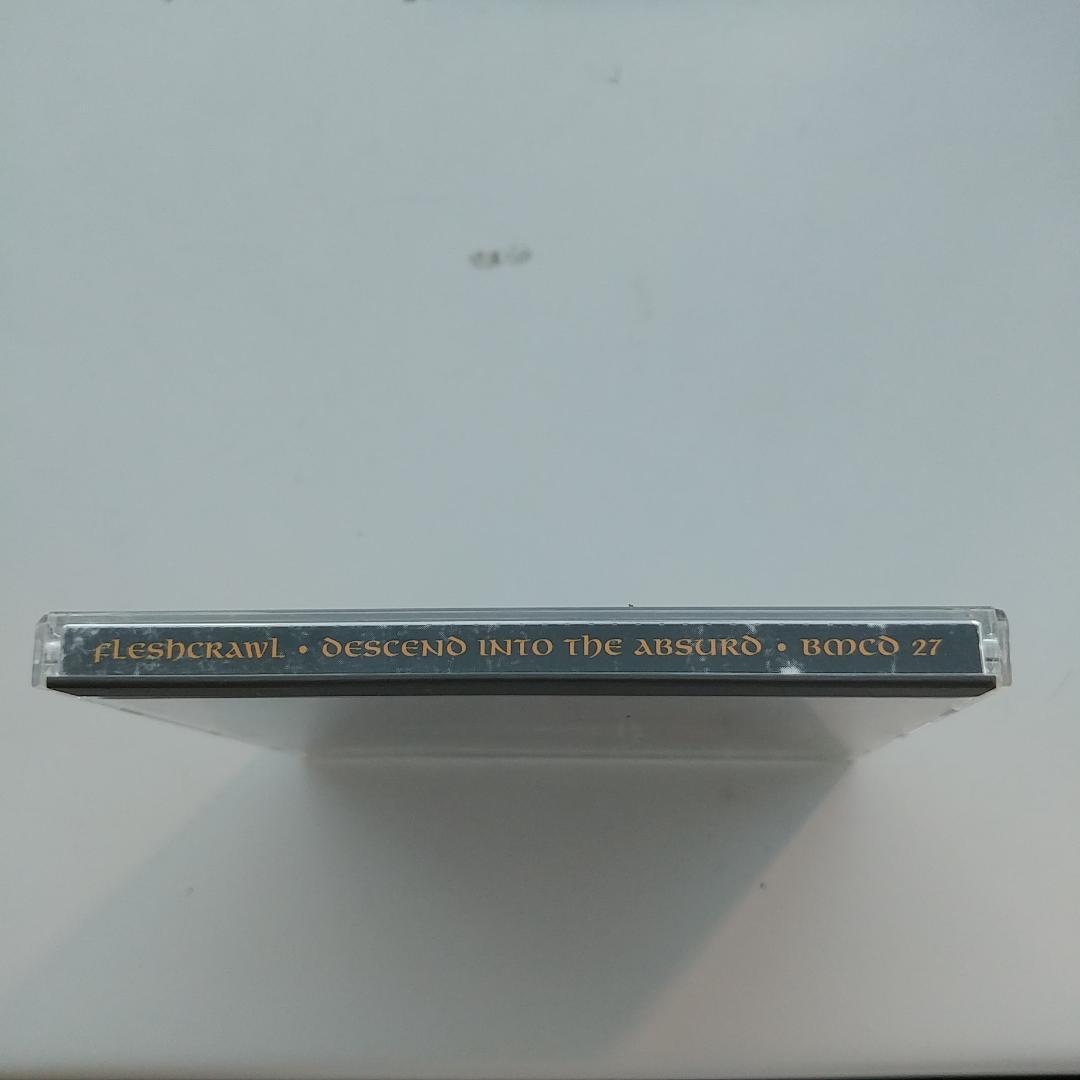 fLeshcrawl • descend into the absurd • BMCD 27